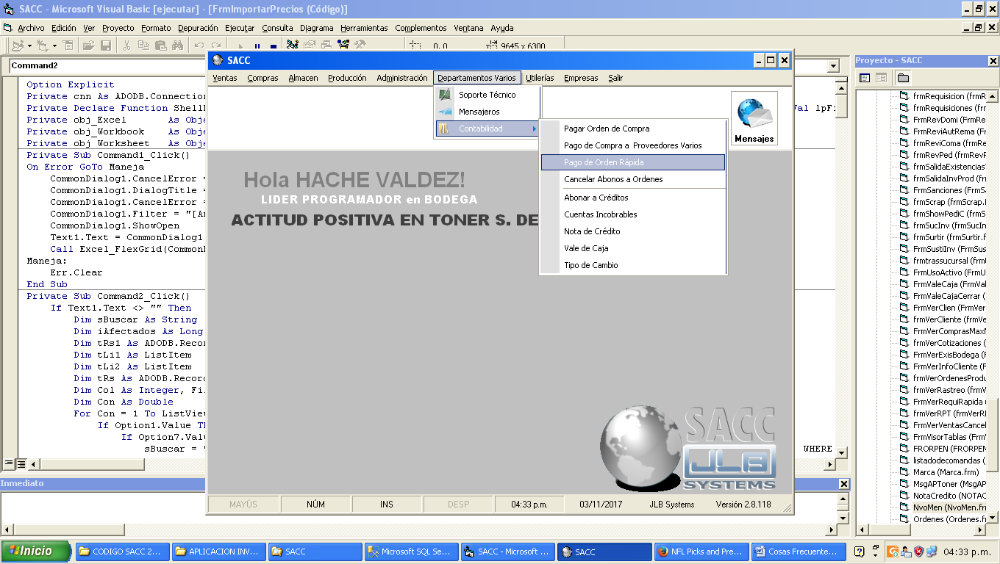 SACC - Microsoft Visual Basic [ejecutar] - [FrmImportarPrecios (Código)]
Archivo Edición Ver Proyecto Formato Depuración Ejecutar Consulta Diagrama Herramientas Complementos Ventana Ayuda
0, 0 9645 x 6300
Command2
Option Explicit
Private cnn As ADODB.Connection
Private Declare Function Shell
Private obj_Excel As Obje
Private obj_Workbook As Obje
Private obj_Worksheet As Obje
Private Sub Command1_Click()
On Error GoTo Maneja
CommonDialog1.CancelError =
CommonDialog1.DialogTitle =
CommonDialog1.CancelError =
CommonDialog1.Filter = "[A
CommonDialog1.ShowOpen
Text1.Text = CommonDialog1
Call Excel_FlexGrid(Common
Maneja:
Err.Clear
End Sub
Private Sub Command2_Click()
If Text1.Text <> "" Then
Dim sBuscar As String
Dim iAfectados As Long
Dim tRs1 As ADODB.Recor
Dim tLi1 As ListItem
Dim tLi2 As ListItem
Dim tRs As ADODB.Record
Dim Col As Integer, Fi
Dim Con As Double
For Con = 1 To ListVie
If Option1.Value Th
If Option7.Valu
sBuscar = "
Val lpF
WHERE
Inmediato
SACC
Ventas Compras Almacen Producción Administración Departamentos Varios Utilerías Empresas Salir
Soporte Técnico
Mensajeros
Contabilidad
Pagar Orden de Compra
Pago de Compra a Proveedores Varios
Pago de Orden Rápida
Cancelar Abonos a Ordenes
Abonar a Créditos
Cuentas Incobrables
Nota de Crédito
Vale de Caja
Tipo de Cambio
Mensajes
Hola HACHE VALDEZ!
LIDER PROGRAMADOR en BODEGA
ACTITUD POSITIVA EN TONER S. DE
SACC
JLB
SYSTEMS
MAYÚS NÚM INS DESP 04:33 p.m. 03/11/2017 JLB Systems Versión 2.8.118
Proyecto - SACC
frmRequisicion (frmR
frmRequisiciones (frm
FrmRevDomi (FrmRe
FrmReviAutRema (Fr
frmReviComa (frmRe
frmRevPed (frmRevP
frmSalidaExistencias
frmSalidaInvProd (frm
FrmSanciones (FrmSa
frmScrap (frmScrap.f
frmShowPediC (frmS
frmSucInv (frmSucIn
frmSurtir (frmSurtir.f
FrmSustiInv (FrmSus
frmtrassucursal (frmt
FrmUsoActivo (FrmU
FrmValeCaja (FrmVal
FrmValeCajaCerrar (F
frmVerClien (FrmVer
frmVerCliente (frmVe
FrmVerComprasMaxM
frmVerCotizaciones (
FrmVerExisBodega (F
FrmVerInfoCliente (F
frmVerOrdenesProdu
frmVerRastreo (frmV
FrmVerRequiRapida (
frmVerRPT (frmVerRI
FrmVerVentasCancel
FrmVisorTablas (Frm
FRORPEN (FRORPEN
listadodecomandas (
Marca (Marca.frm)
MsgAPToner (MsgAP
NotaCredito (NOTAC
NvoMen (NvoMen.frn
Ordenes (Ordenes.fr
Inicio CODIGO SACC 2... APLICACION INV... SACC Microsoft SQL Se... SACC - Microsoft ... SACC NFL Picks and Pre... Cosas Frecuente... 04:33 p.m.